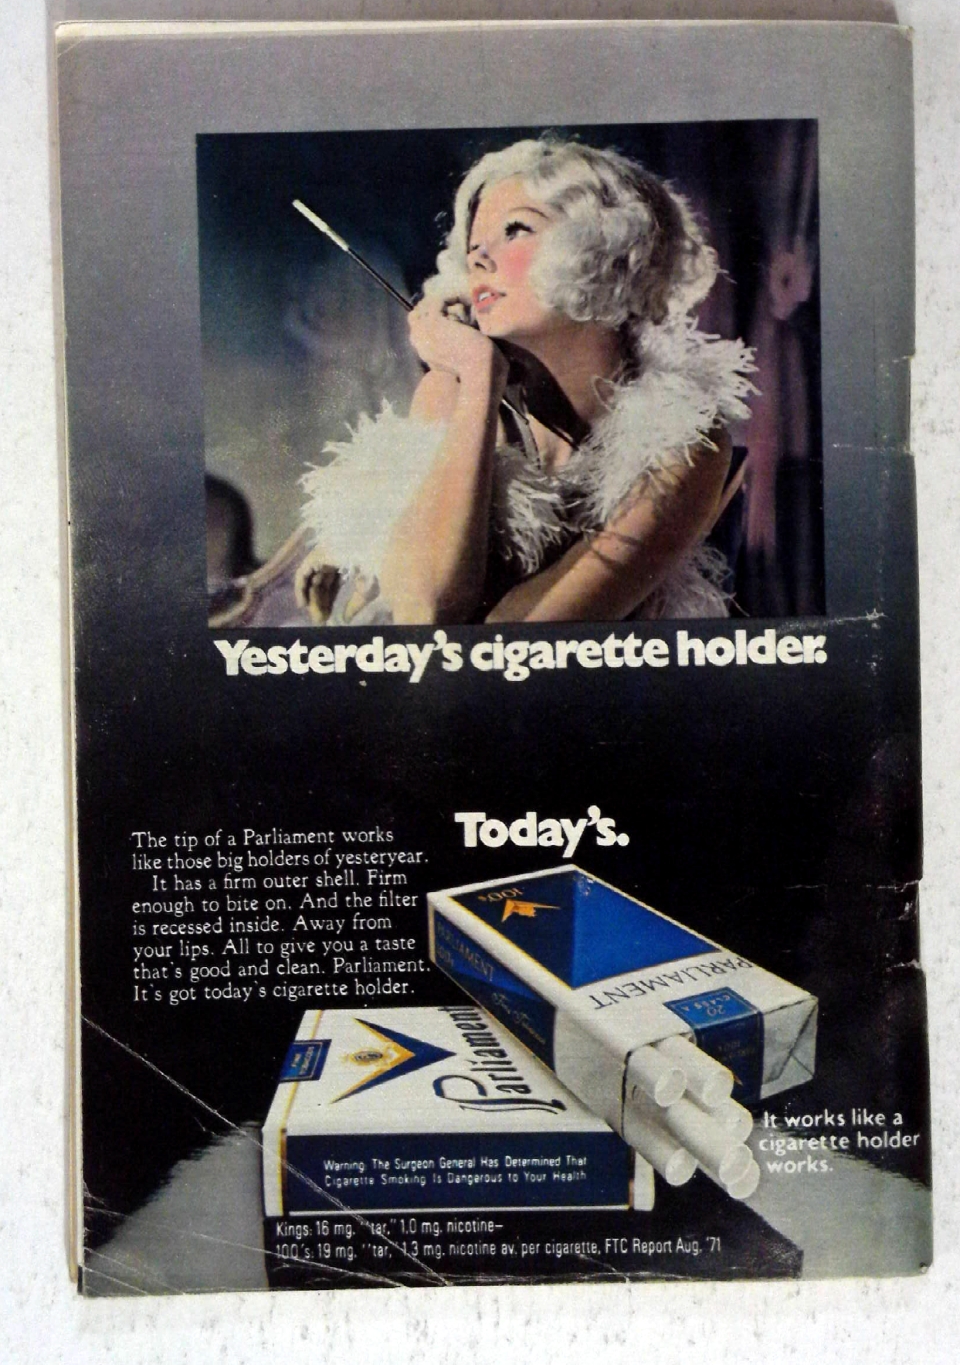 Yesterday's cigarette holder.
Today's.
The tip of a Parliament works
like those big holders of yesteryear.
It has a firm outer shell. Firm
enough to bite on. And the filter
is recessed inside. Away from
your lips. All to give you a taste
that's good and clean. Parliament.
It's got today's cigarette holder.
100's
PARLIAMENT
100's
PARLIAMENT
20
CLASS A
Parliament
Warning: The Surgeon General Has Determined That
Cigarette Smoking Is Dangerous to Your Health
It works like a
cigarette holder
works.
Kings: 16 mg. "tar," 1.0 mg. nicotine–
100's: 19 mg. "tar," 1.3 mg. nicotine av. per cigarette, FTC Report Aug. '71